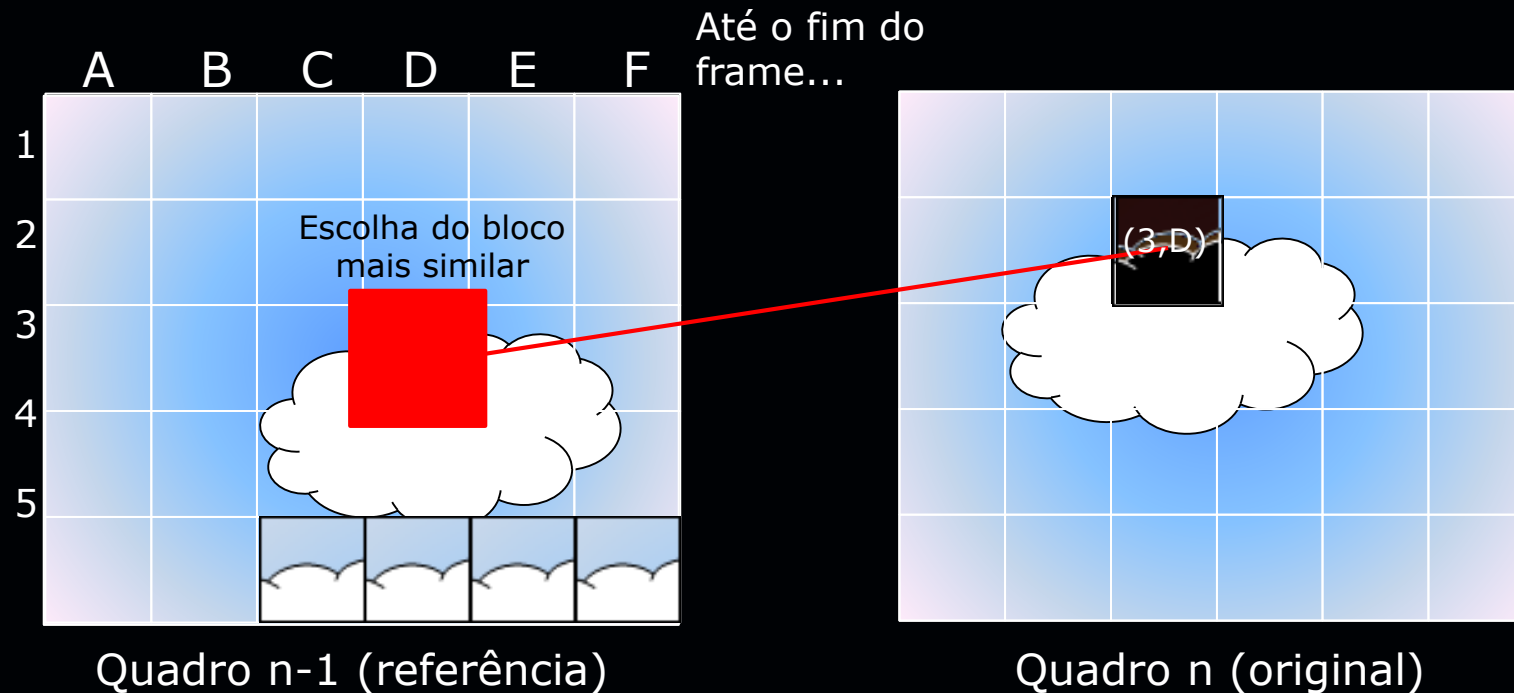 Até o fim do
frame...
A B C D E F
1
2
3
4
5
Escolha do bloco
mais similar
(3,D)
Quadro n-1 (referência)
Quadro n (original)